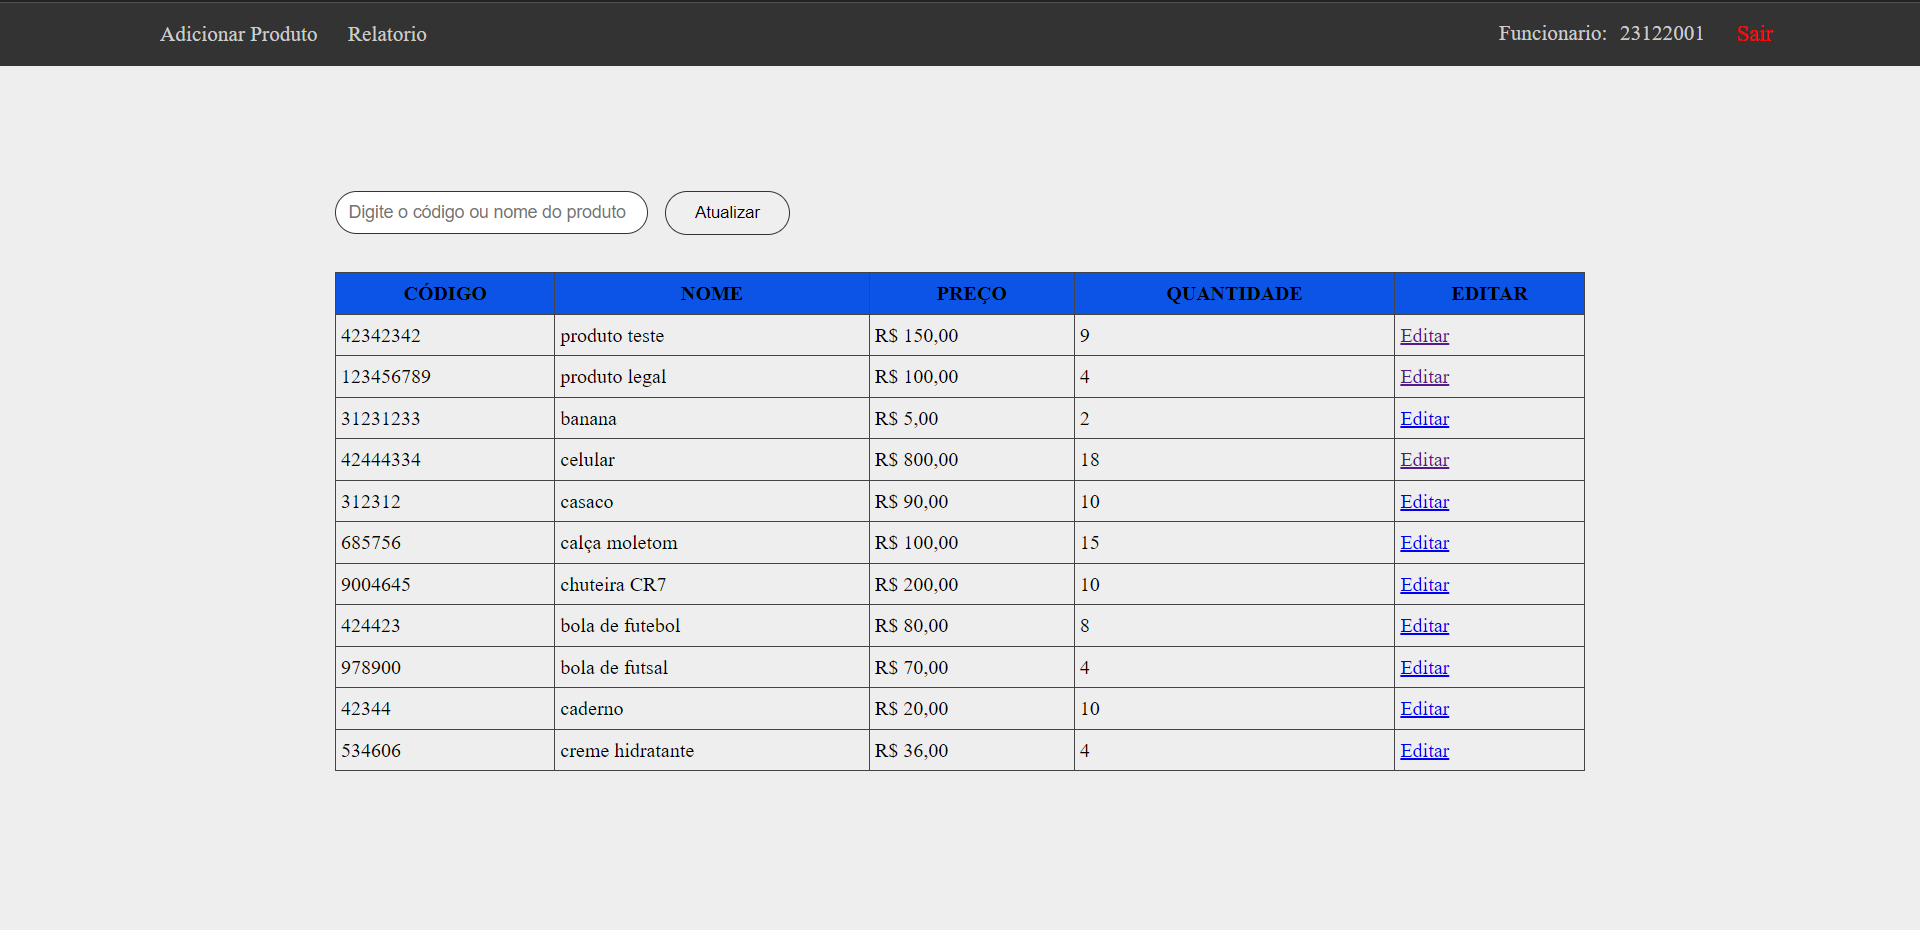 Adicionar Produto Relatorio Funcionario: 23122001 Sair
Digite o código ou nome do produto Atualizar
CÓDIGO NOME PREÇO QUANTIDADE EDITAR
42342342 produto teste R$ 150,00 9 Editar
123456789 produto legal R$ 100,00 4 Editar
31231233 banana R$ 5,00 2 Editar
42444334 celular R$ 800,00 18 Editar
312312 casaco R$ 90,00 10 Editar
685756 calça moletom R$ 100,00 15 Editar
9004645 chuteira CR7 R$ 200,00 10 Editar
424423 bola de futebol R$ 80,00 8 Editar
978900 bola de futsal R$ 70,00 4 Editar
42344 caderno R$ 20,00 10 Editar
534606 creme hidratante R$ 36,00 4 Editar